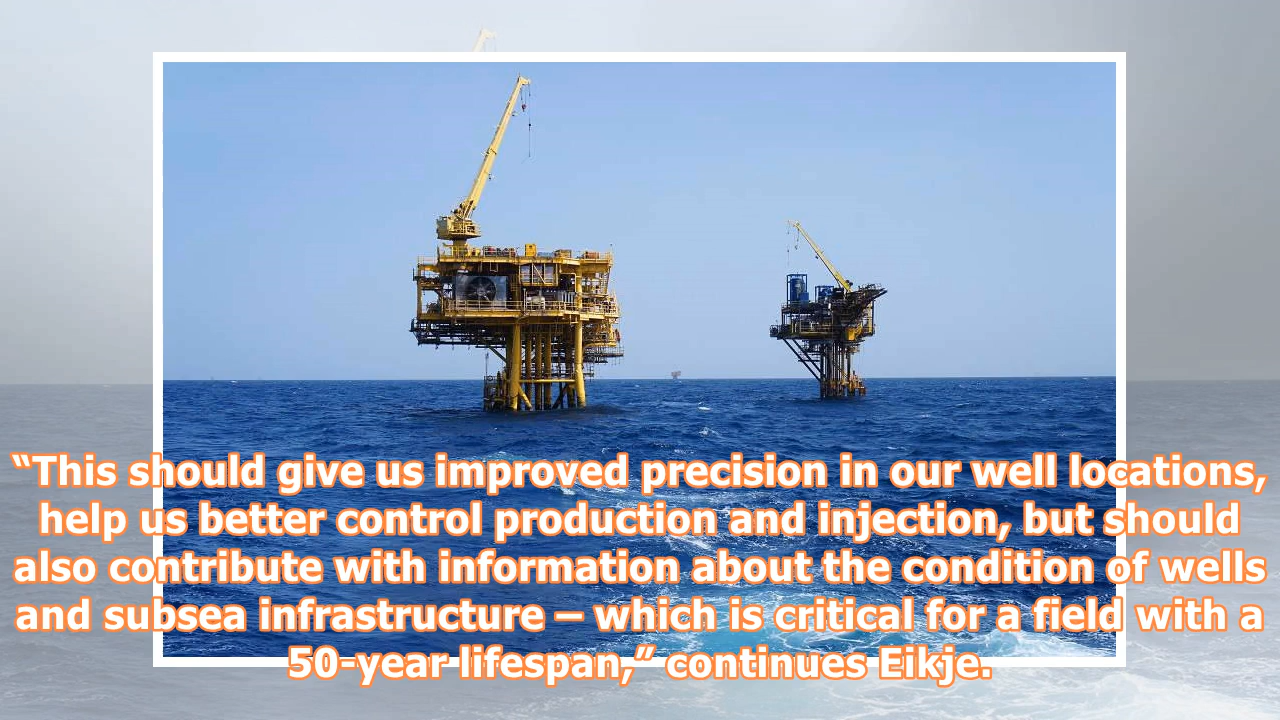 “This should give us improved precision in our well locations,
help us better control production and injection, but should
also contribute with information about the condition of wells
and subsea infrastructure – which is critical for a field with a
50-year lifespan,” continues Eikje.